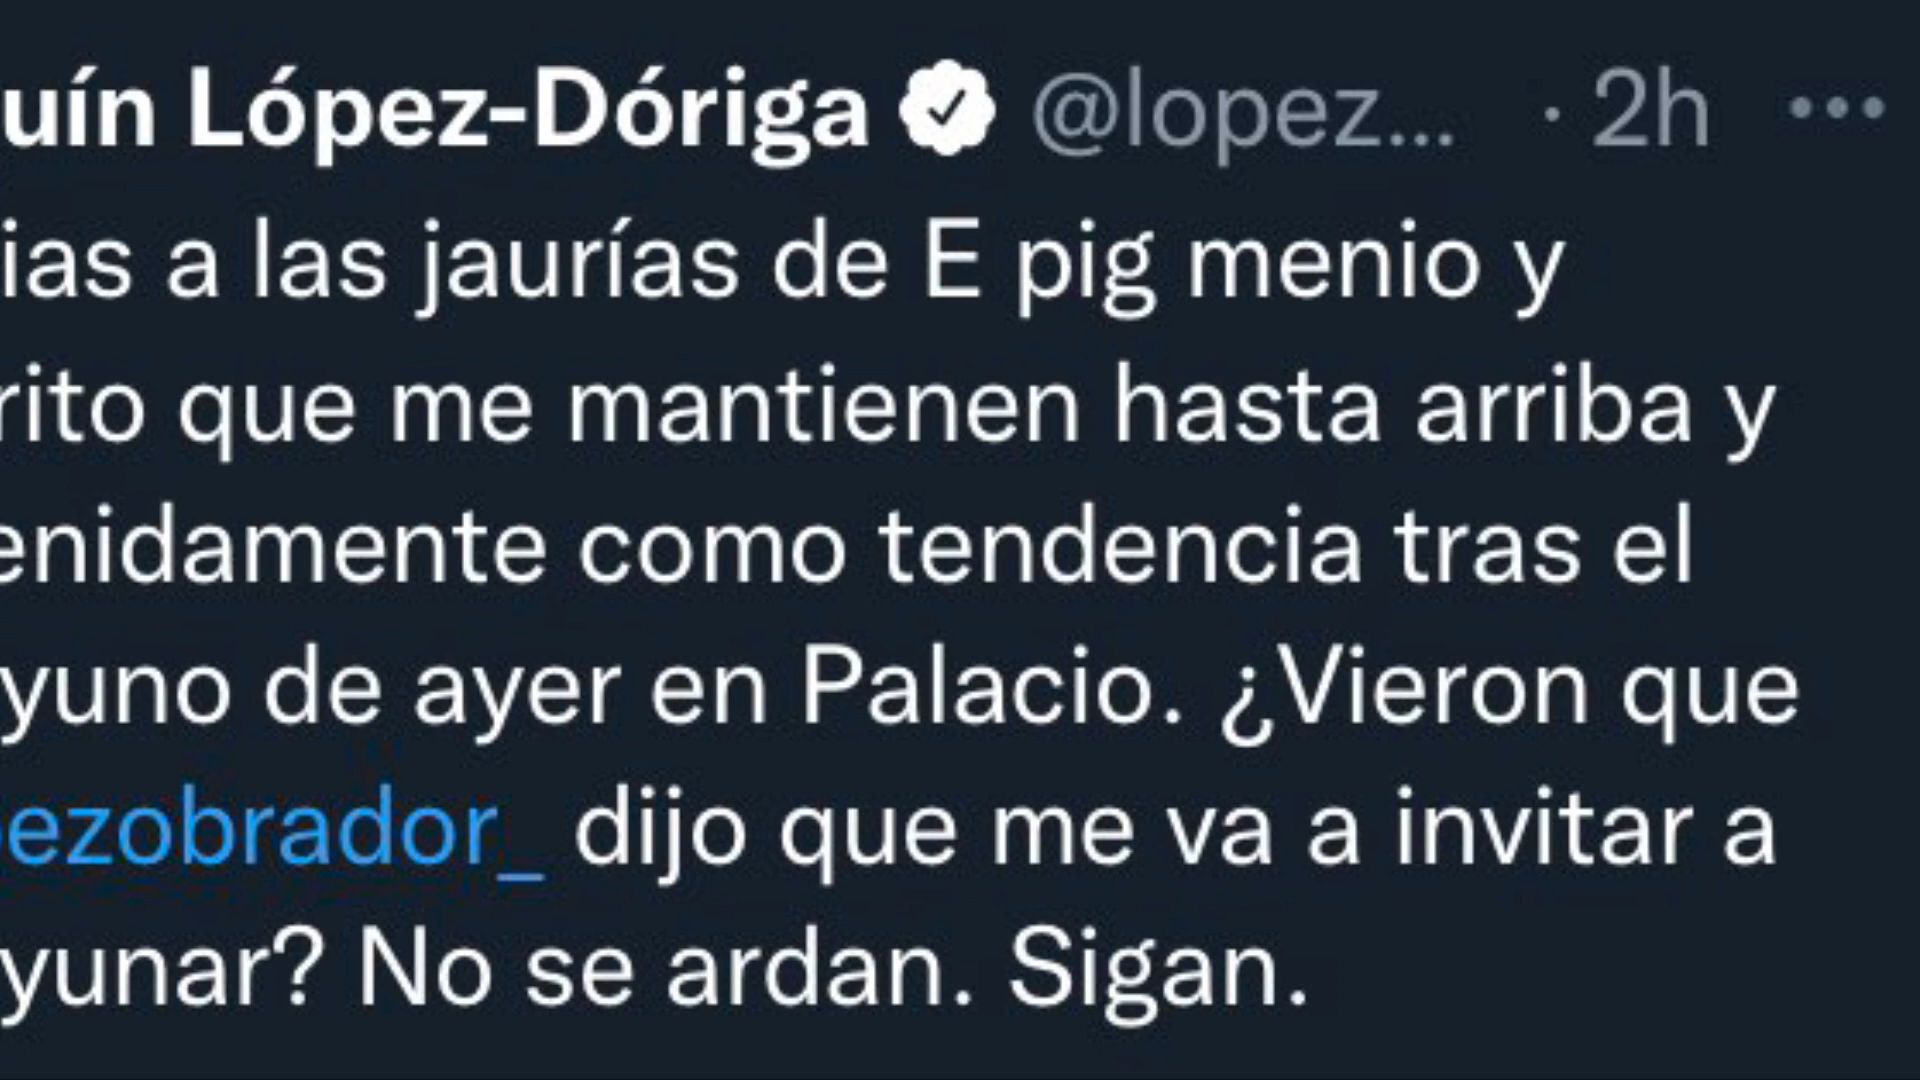 uín López-Dóriga @lopez... · 2h
ias a las jaurías de E pig menio y
rito que me mantienen hasta arriba y
enidamente como tendencia tras el
yuno de ayer en Palacio. ¿Vieron que
ezobrador_ dijo que me va a invitar a
yunar? No se ardan. Sigan.